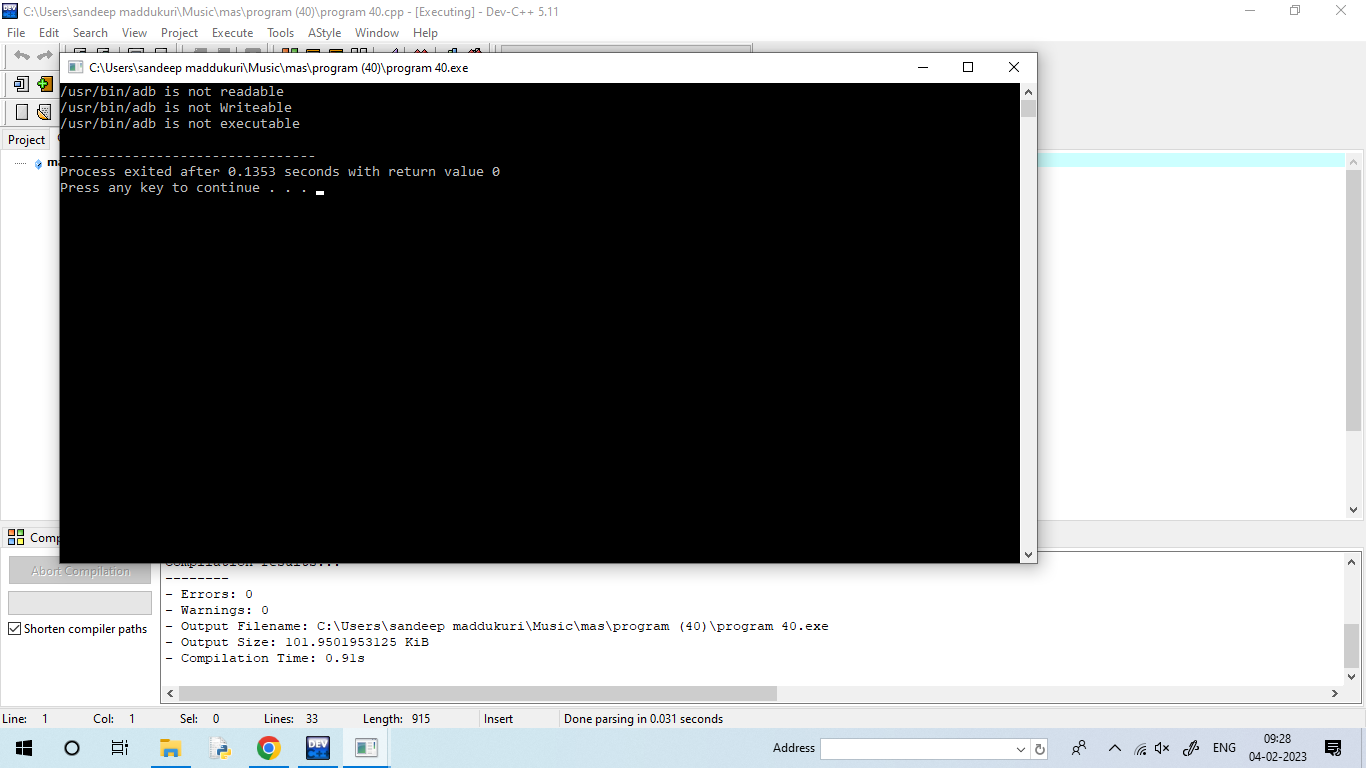 C:\Users\sandeep maddukuri\Music\mas\program (40)\program 40.cpp - [Executing] - Dev-C++ 5.11
File Edit Search View Project Execute Tools AStyle Window Help
C:\Users\sandeep maddukuri\Music\mas\program (40)\program 40.exe
/usr/bin/adb is not readable
/usr/bin/adb is not Writeable
/usr/bin/adb is not executable
--------------------------------
Process exited after 0.1353 seconds with return value 0
Press any key to continue . . .
Project
Abort Compilation
Shorten compiler paths
Compilation results...
--------
- Errors: 0
- Warnings: 0
- Output Filename: C:\Users\sandeep maddukuri\Music\mas\program (40)\program 40.exe
- Output Size: 101.9501953125 KiB
- Compilation Time: 0.91s
Line: 1 Col: 1 Sel: 0 Lines: 33 Length: 915 Insert Done parsing in 0.031 seconds
DEV C++
Address
ENG
09:28
04-02-2023